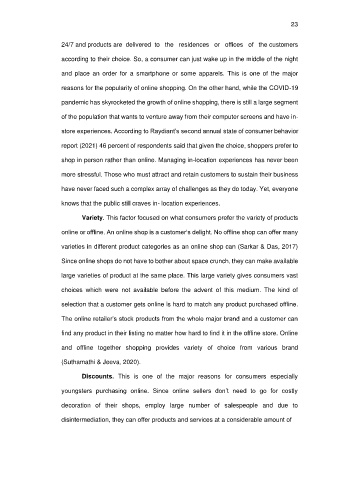 23
24/7 and products are delivered to the residences or offices of the customers
according to their choice. So, a consumer can just wake up in the middle of the night
and place an order for a smartphone or some apparels. This is one of the major
reasons for the popularity of online shopping. On the other hand, while the COVID-19
pandemic has skyrocketed the growth of online shopping, there is still a large segment
of the population that wants to venture away from their computer screens and have in-
store experiences. According to Raydiant's second annual state of consumer behavior
report (2021) 46 percent of respondents said that given the choice, shoppers prefer to
shop in person rather than online. Managing in-location experiences has never been
more stressful. Those who must attract and retain customers to sustain their business
have never faced such a complex array of challenges as they do today. Yet, everyone
knows that the public still craves in- location experiences.
Variety. This factor focused on what consumers prefer the variety of products
online or offline. An online shop is a customer's delight. No offline shop can offer many
varieties in different product categories as an online shop can (Sarkar & Das, 2017)
Since online shops do not have to bother about space crunch, they can make available
large varieties of product at the same place. This large variety gives consumers vast
choices which were not available before the advent of this medium. The kind of
selection that a customer gets online is hard to match any product purchased offline.
The online retailer's stock products from the whole major brand and a customer can
find any product in their listing no matter how hard to find it in the offline store. Online
and offline together shopping provides variety of choice from various brand
(Suthamathi & Jeeva, 2020).
Discounts. This is one of the major reasons for consumers especially
youngsters purchasing online. Since online sellers don't need to go for costly
decoration of their shops, employ large number of salespeople and due to
disintermediation, they can offer products and services at a considerable amount of